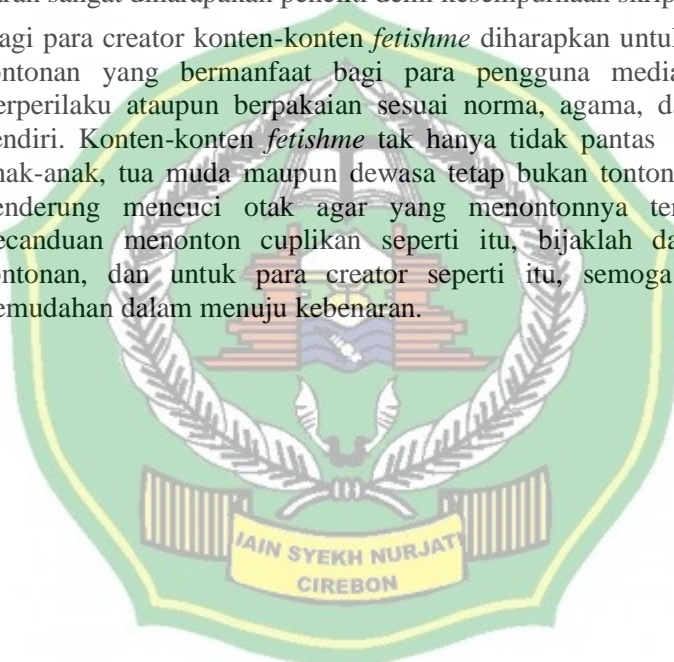 aran sangat diharapkan peneliti demi kesempurnaan skrip
agi para creator konten-konten fetishme diharapkan untuk
ontonan yang bermanfaat bagi para pengguna media
erperilaku ataupun berpakaian sesuai norma, agama, da
endiri. Konten-konten fetishme tak hanya tidak pantas
nak-anak, tua muda maupun dewasa tetap bukan tonton
enderung mencuci otak agar yang menontonnya ter
ecanduan menonton cuplikan seperti itu, bijaklah da
ontonan, dan untuk para creator seperti itu, semoga
emudahan dalam menuju kebenaran.
IAIN SYEKH NURJATI
CIREBON